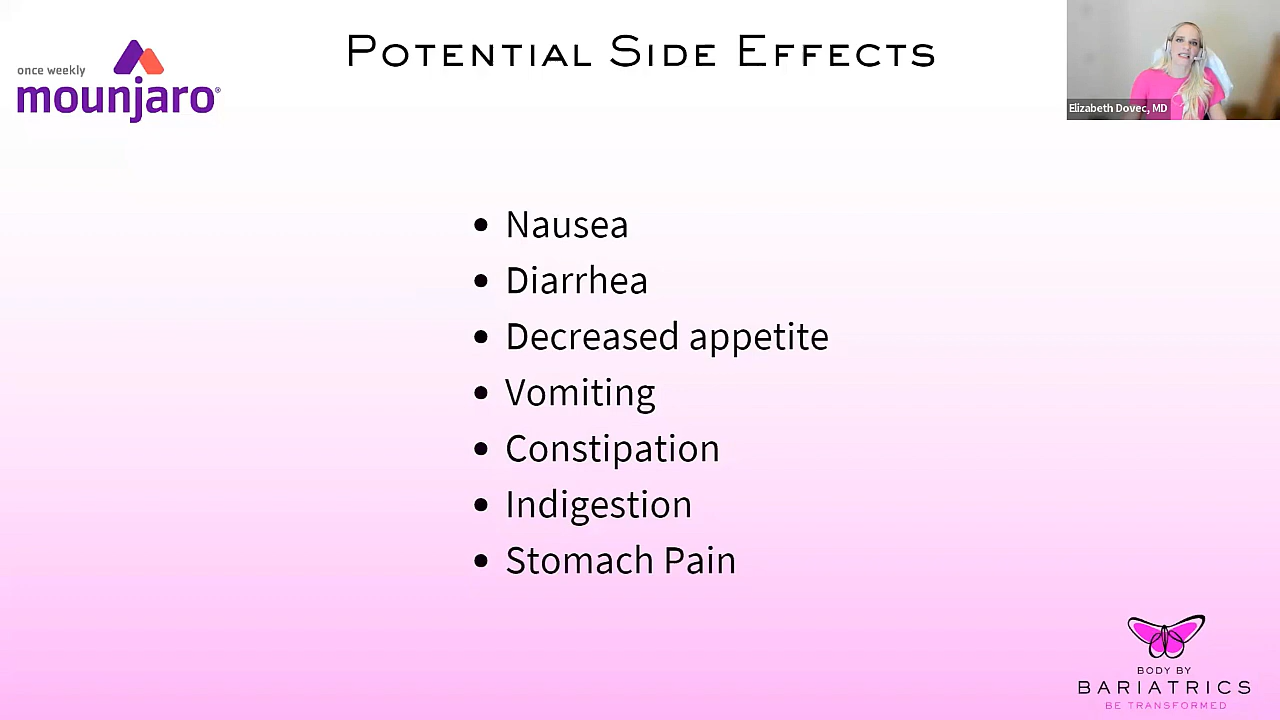 POTENTIAL SIDE EFFECTS
once weekly
mounjaro®
Elizabeth Dovec, MD
• Nausea
• Diarrhea
• Decreased appetite
• Vomiting
• Constipation
• Indigestion
• Stomach Pain
BODY BY
BARIATRICS
BE TRANSFORMED